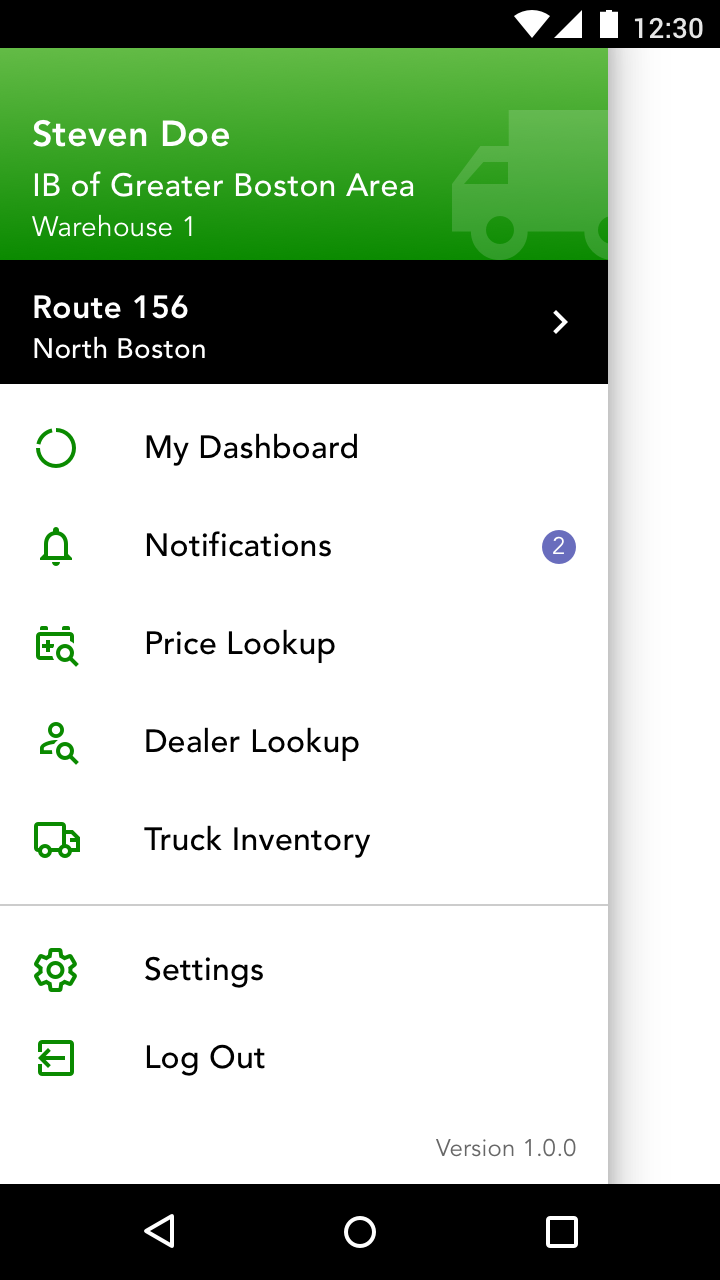 12:30
Steven Doe
IB of Greater Boston Area
Warehouse 1
Route 156
North Boston
My Dashboard
Notifications 2
Price Lookup
Dealer Lookup
Truck Inventory
Settings
Log Out
Version 1.0.0